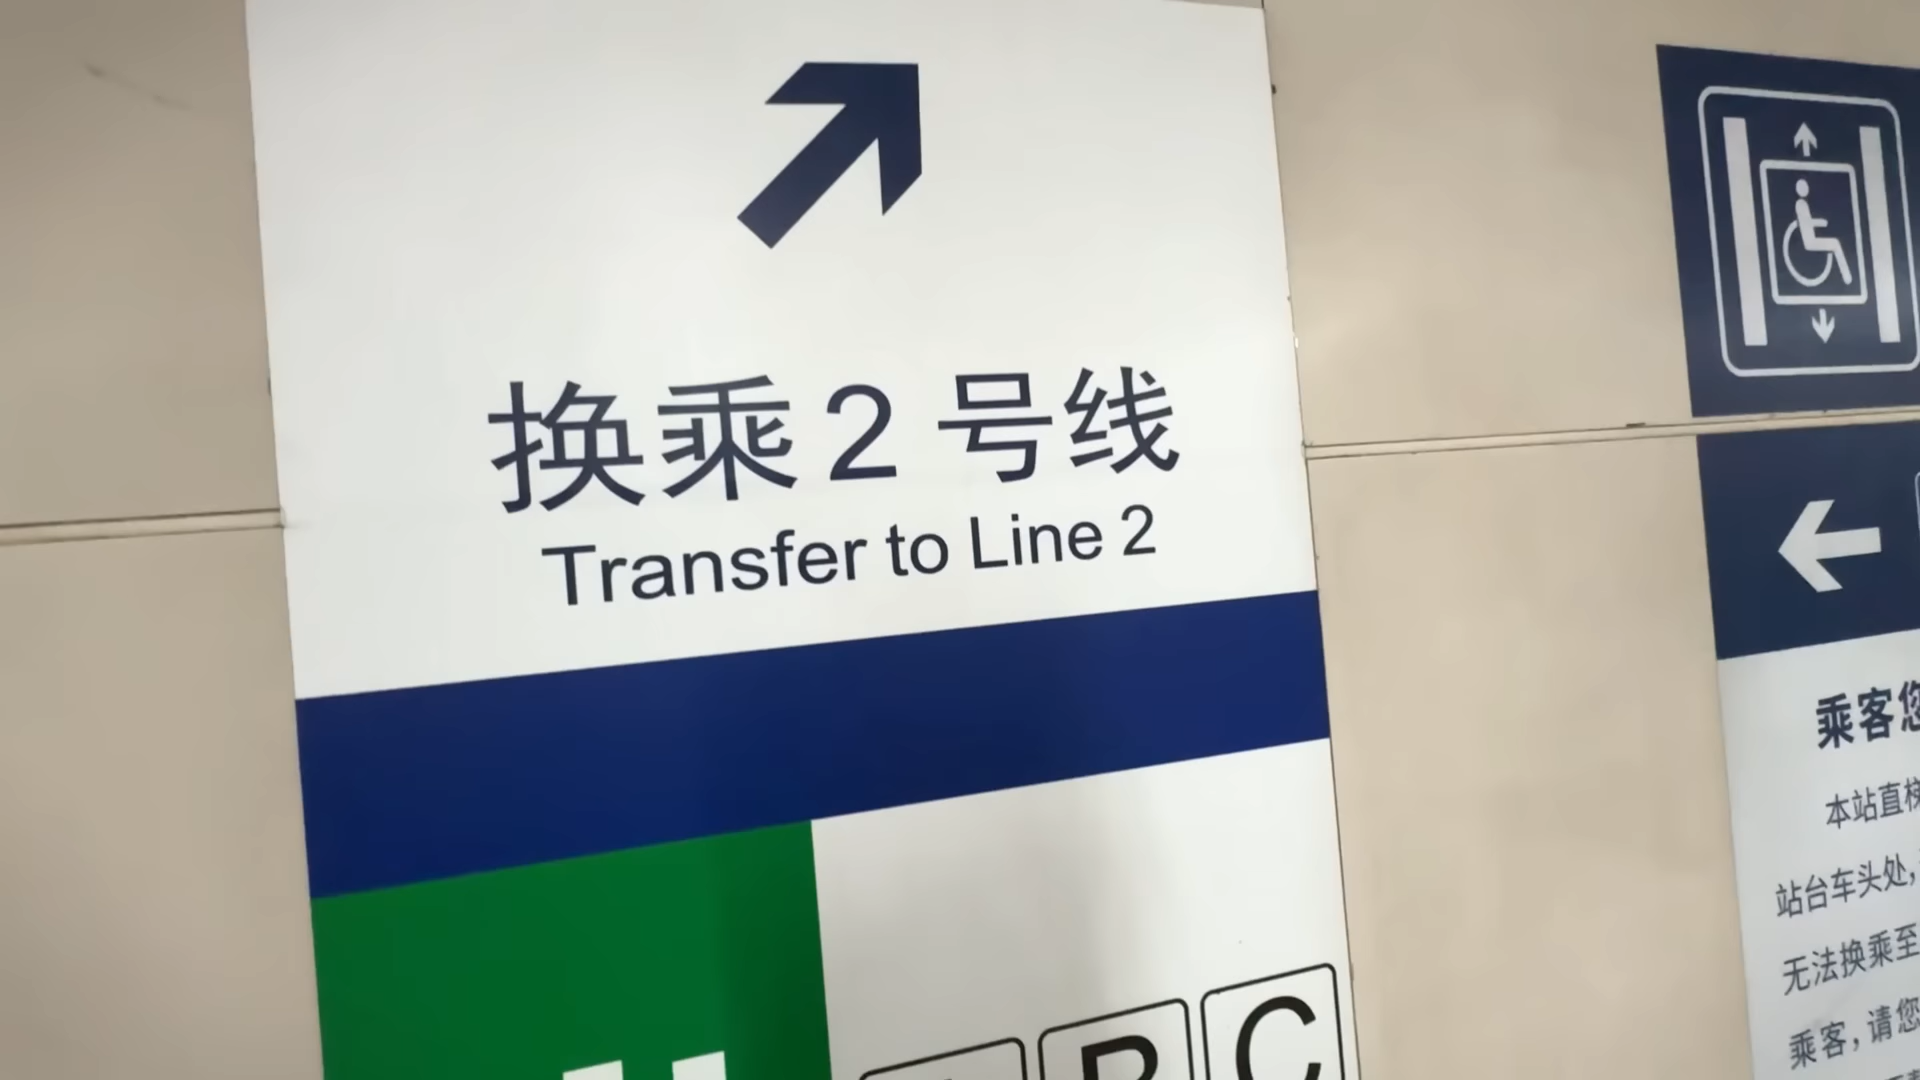 换乘2号线
Transfer to Line 2
B C
乘客您
本站直梯
站台车头处，
无法换乘至
乘客，请您